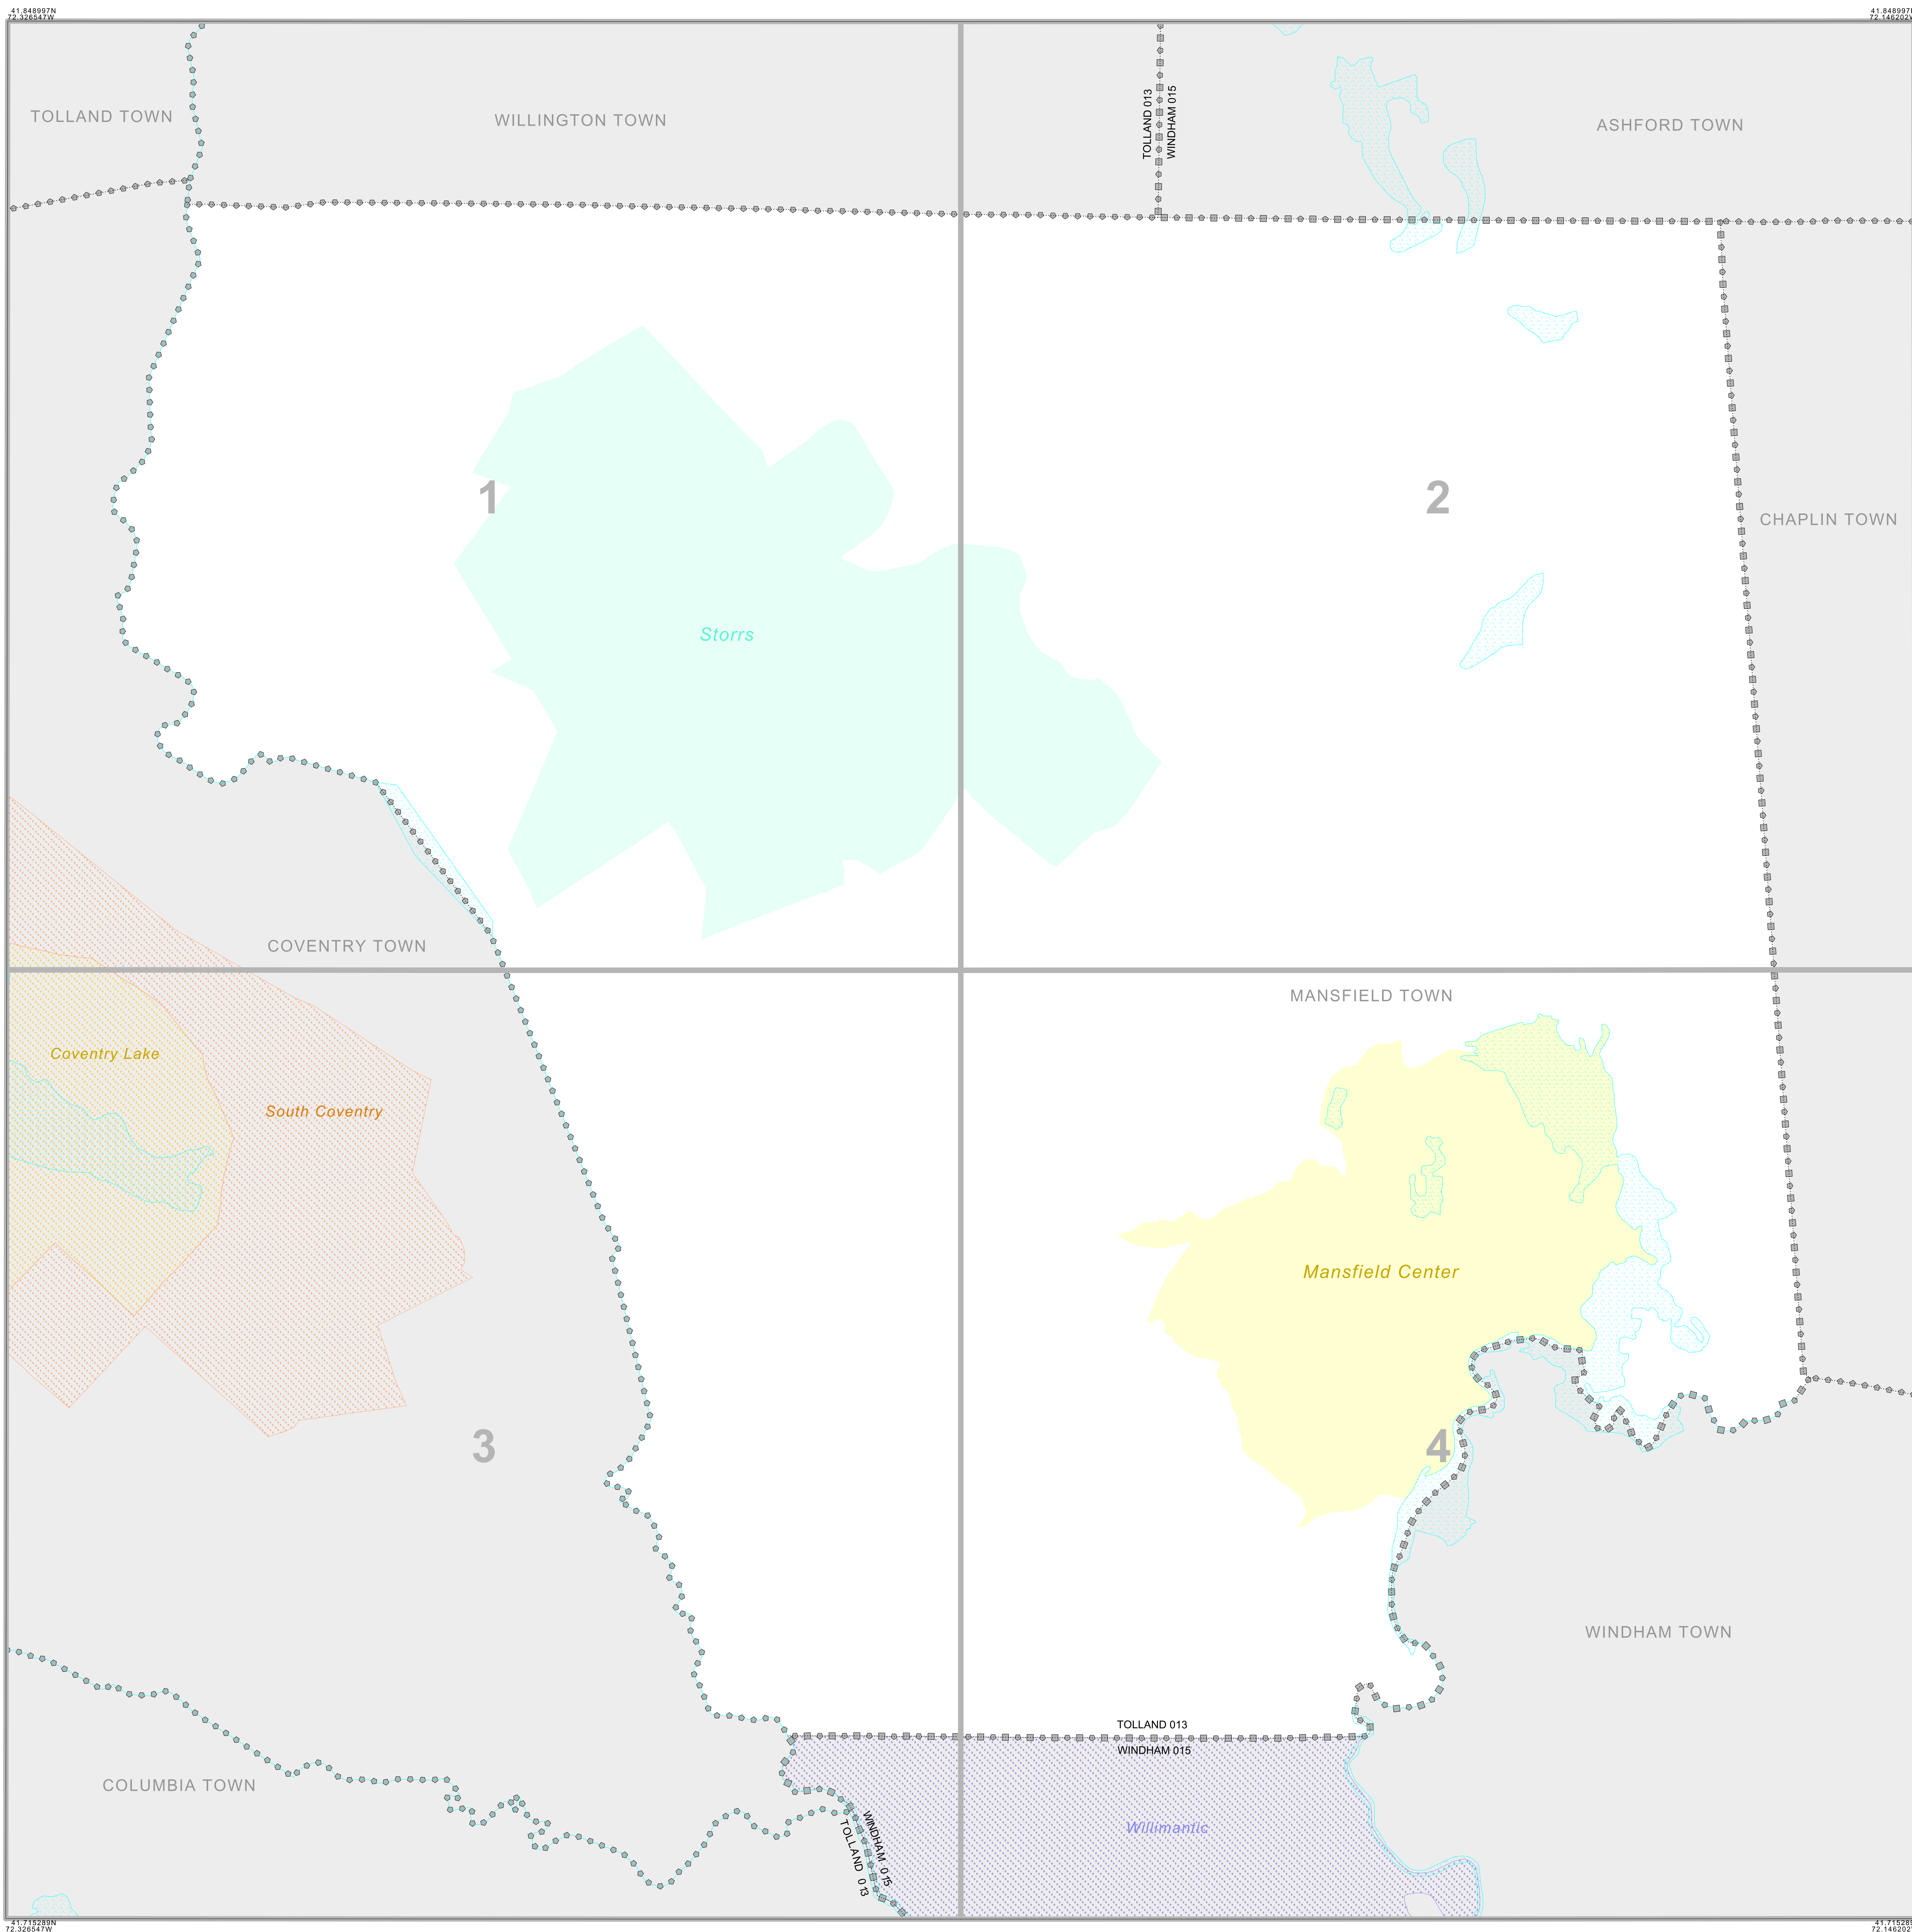 41.848997N
72.326547W
41.848997N
72.146202W
TOLLAND TOWN
WILLINGTON TOWN
TOLLAND 013
WINDHAM 015
ASHFORD TOWN
1
2
CHAPLIN TOWN
Storrs
COVENTRY TOWN
MANSFIELD TOWN
Coventry Lake
South Coventry
Mansfield Center
3
4
WINDHAM TOWN
TOLLAND 013
WINDHAM 015
COLUMBIA TOWN
Willimantic
WINDHAM 015
TOLLAND 013
41.715289N
72.326547W
41.715289
72.146202